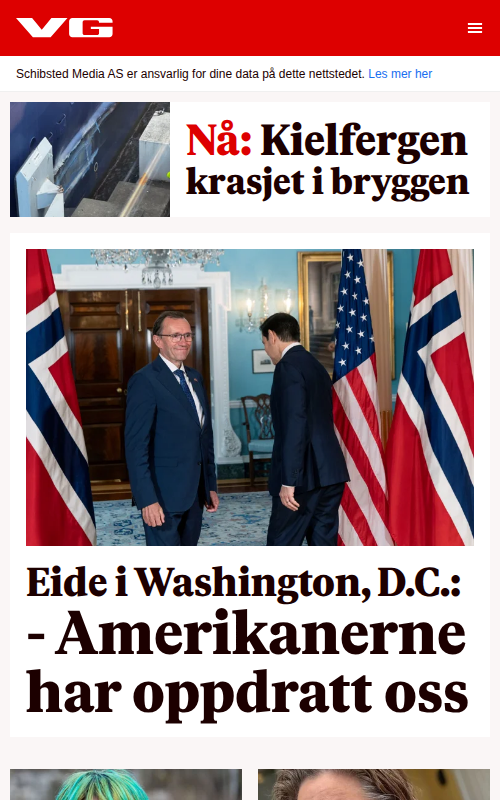 VG
Schibsted Media AS er ansvarlig for dine data på dette nettstedet. Les mer her
Nå: Kielfergen
krasjet i bryggen
Eide i Washington, D.C.:
- Amerikanerne
har oppdratt oss